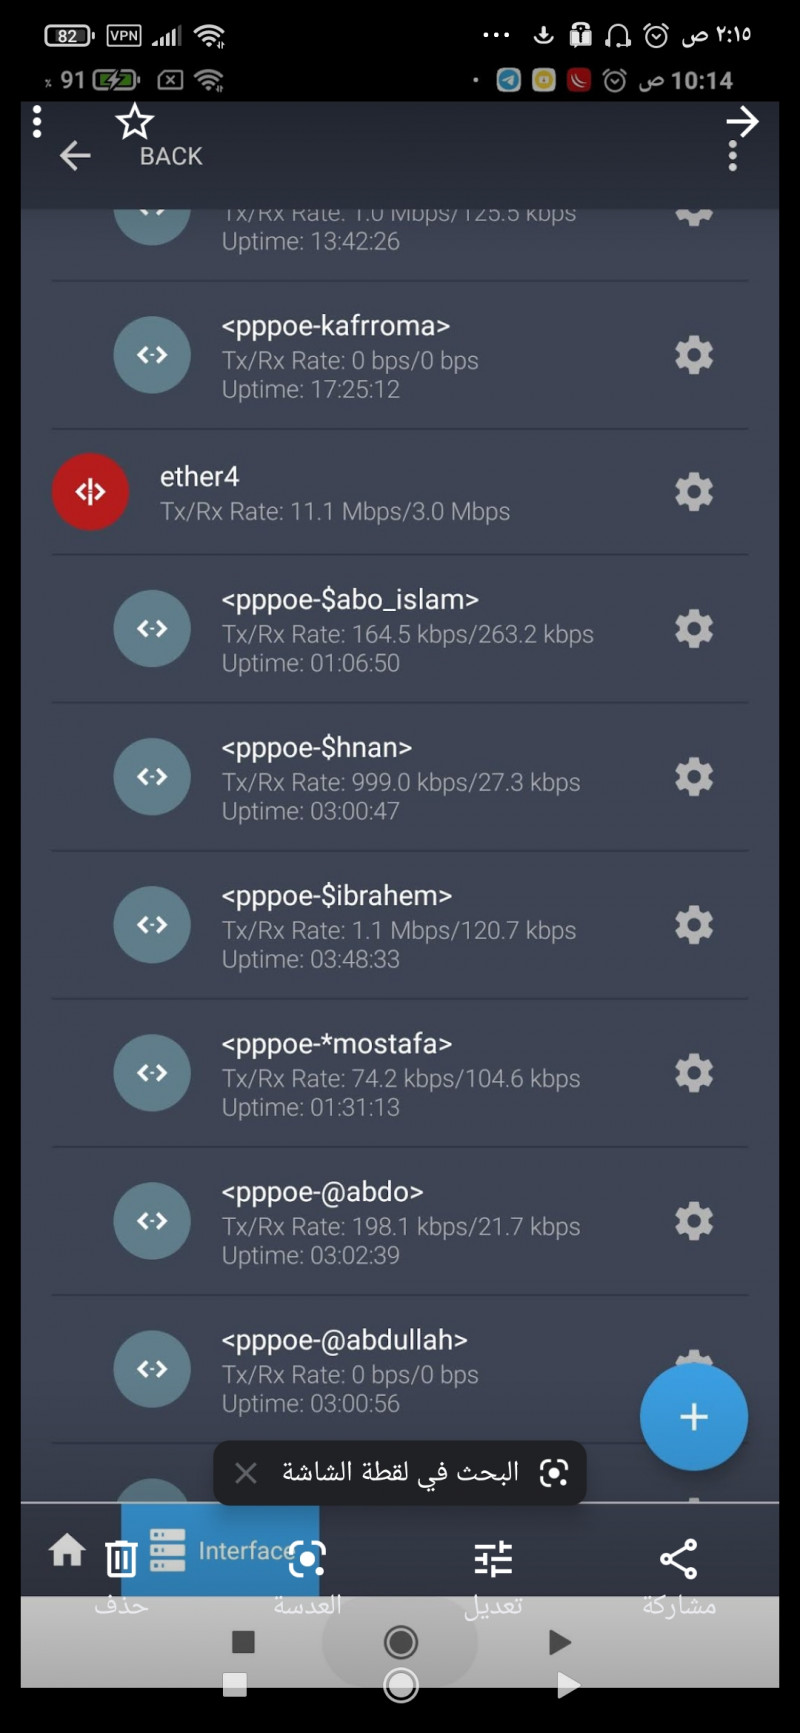 82 VPN ٢:١٥ ص
٪ 91 10:14 ص
BACK
Tx/Rx Rate: 1.0 Mbps/125.5 kbps
Uptime: 13:42:26
<pppoe-kafrroma>
Tx/Rx Rate: 0 bps/0 bps
Uptime: 17:25:12
ether4
Tx/Rx Rate: 11.1 Mbps/3.0 Mbps
<pppoe-$abo_islam>
Tx/Rx Rate: 164.5 kbps/263.2 kbps
Uptime: 01:06:50
<pppoe-$hnan>
Tx/Rx Rate: 999.0 kbps/27.3 kbps
Uptime: 03:00:47
<pppoe-$ibrahem>
Tx/Rx Rate: 1.1 Mbps/120.7 kbps
Uptime: 03:48:33
<pppoe-*mostafa>
Tx/Rx Rate: 74.2 kbps/104.6 kbps
Uptime: 01:31:13
<pppoe-@abdo>
Tx/Rx Rate: 198.1 kbps/21.7 kbps
Uptime: 03:02:39
<pppoe-@abdullah>
Tx/Rx Rate: 0 bps/0 bps
Uptime: 03:00:56
البحث في لقطة الشاشة
Interface
مشاركة تعديل العدسة حذف